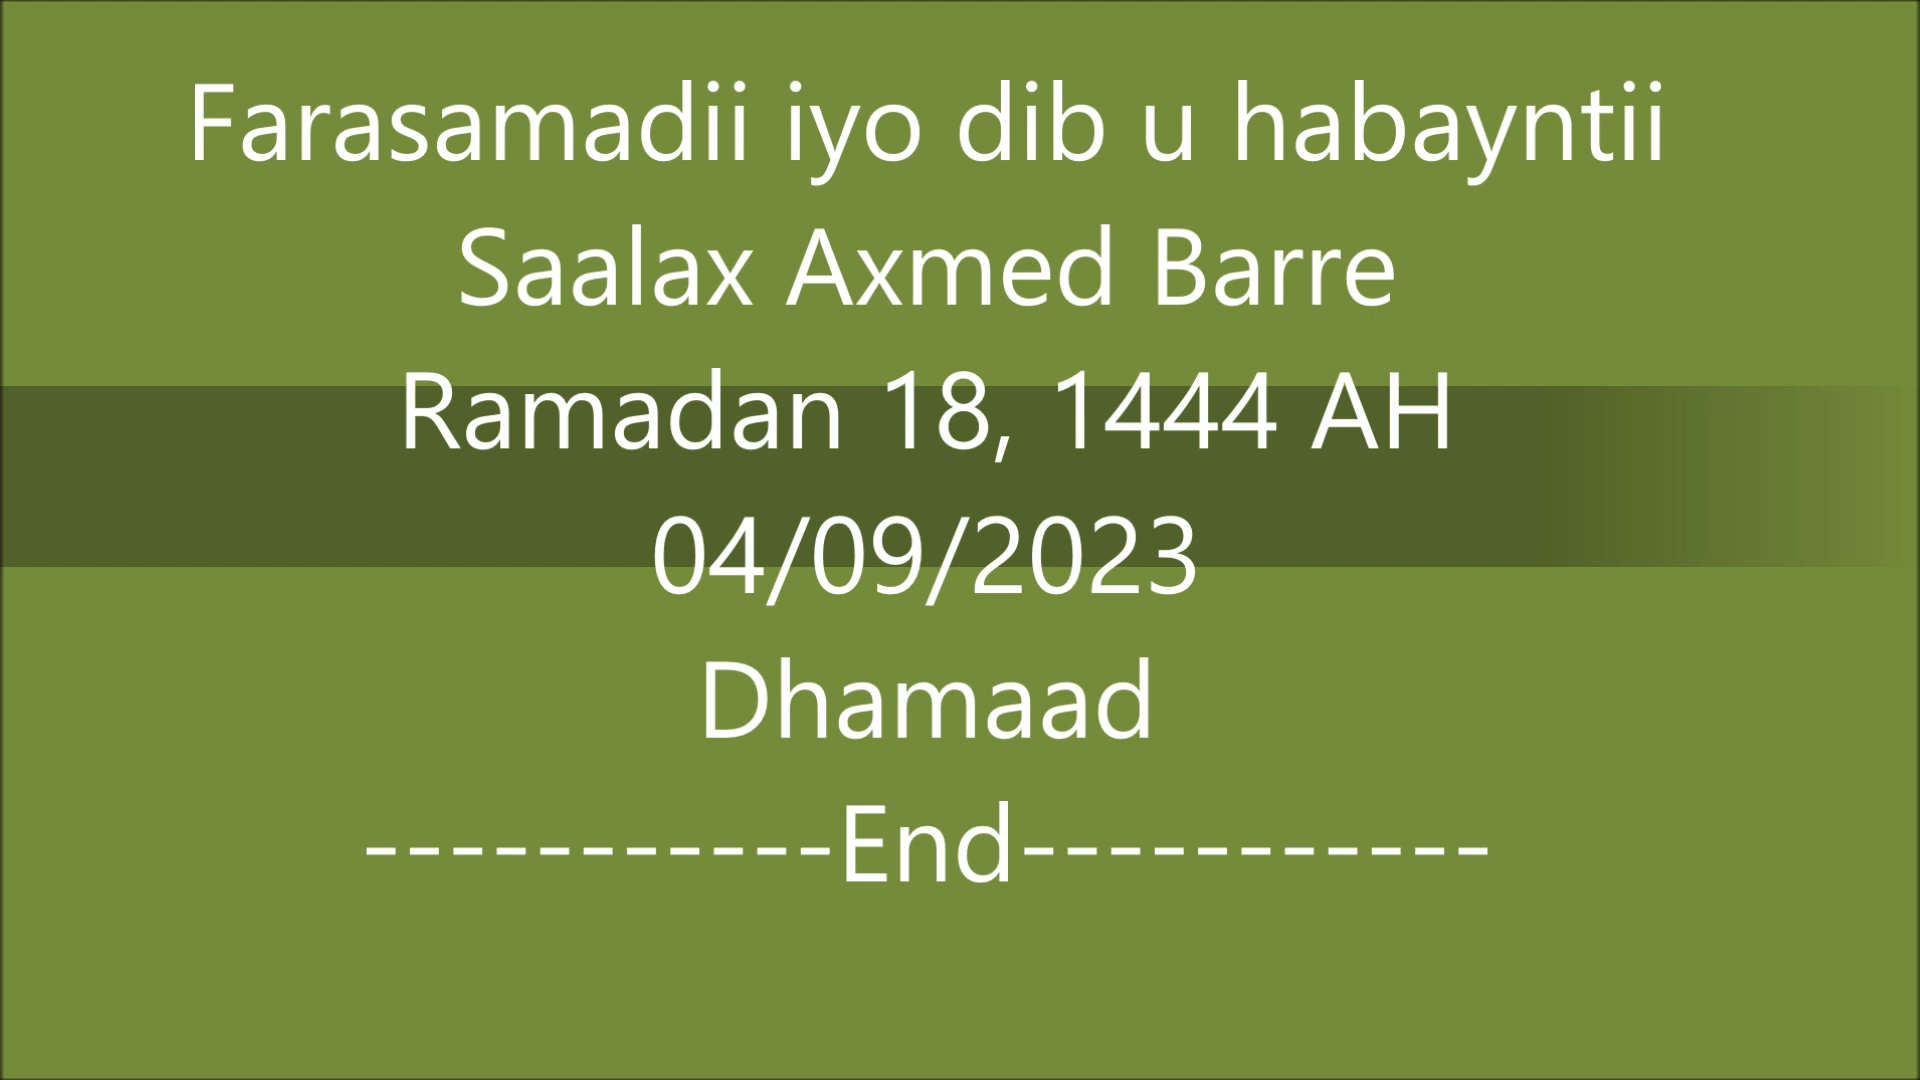 Farasamadii iyo dib u habayntii
Saalax Axmed Barre
Ramadan 18, 1444 AH
04/09/2023
Dhamaad
-----------End-----------